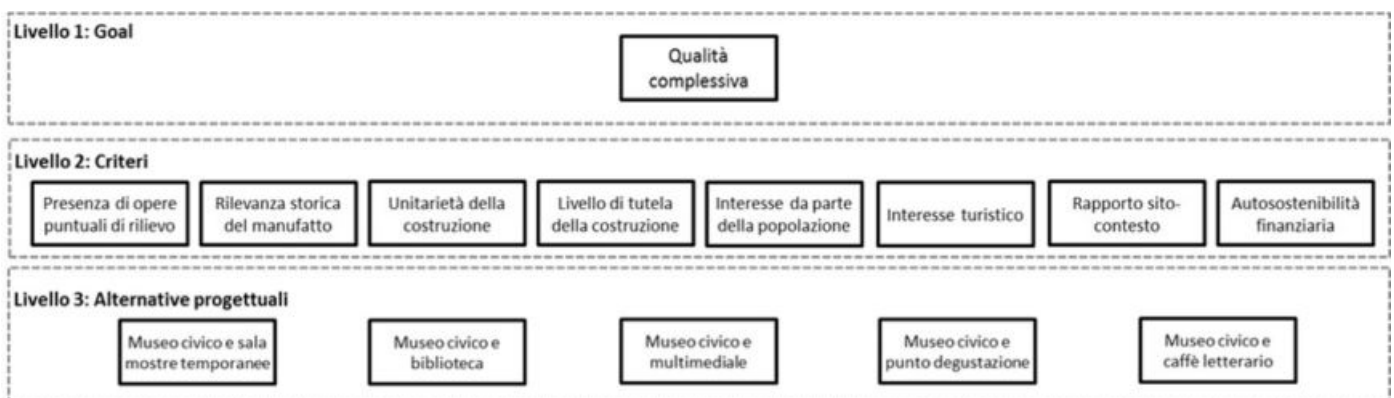 Livello 1: Goal
Qualità
complessiva
Livello 2: Criteri
Presenza di opere
puntuali di rilievo
Rilevanza storica
del manufatto
Unitarietà della
costruzione
Livello di tutela
della costruzione
Interesse da parte
della popolazione
Interesse turistico
Rapporto sito-
contesto
Autosostenibilità
finanziaria
Livello 3: Alternative progettuali
Museo civico e sala
mostre temporanee
Museo civico e
biblioteca
Museo civico e
multimediale
Museo civico e
punto degustazione
Museo civico e
caffè letterario